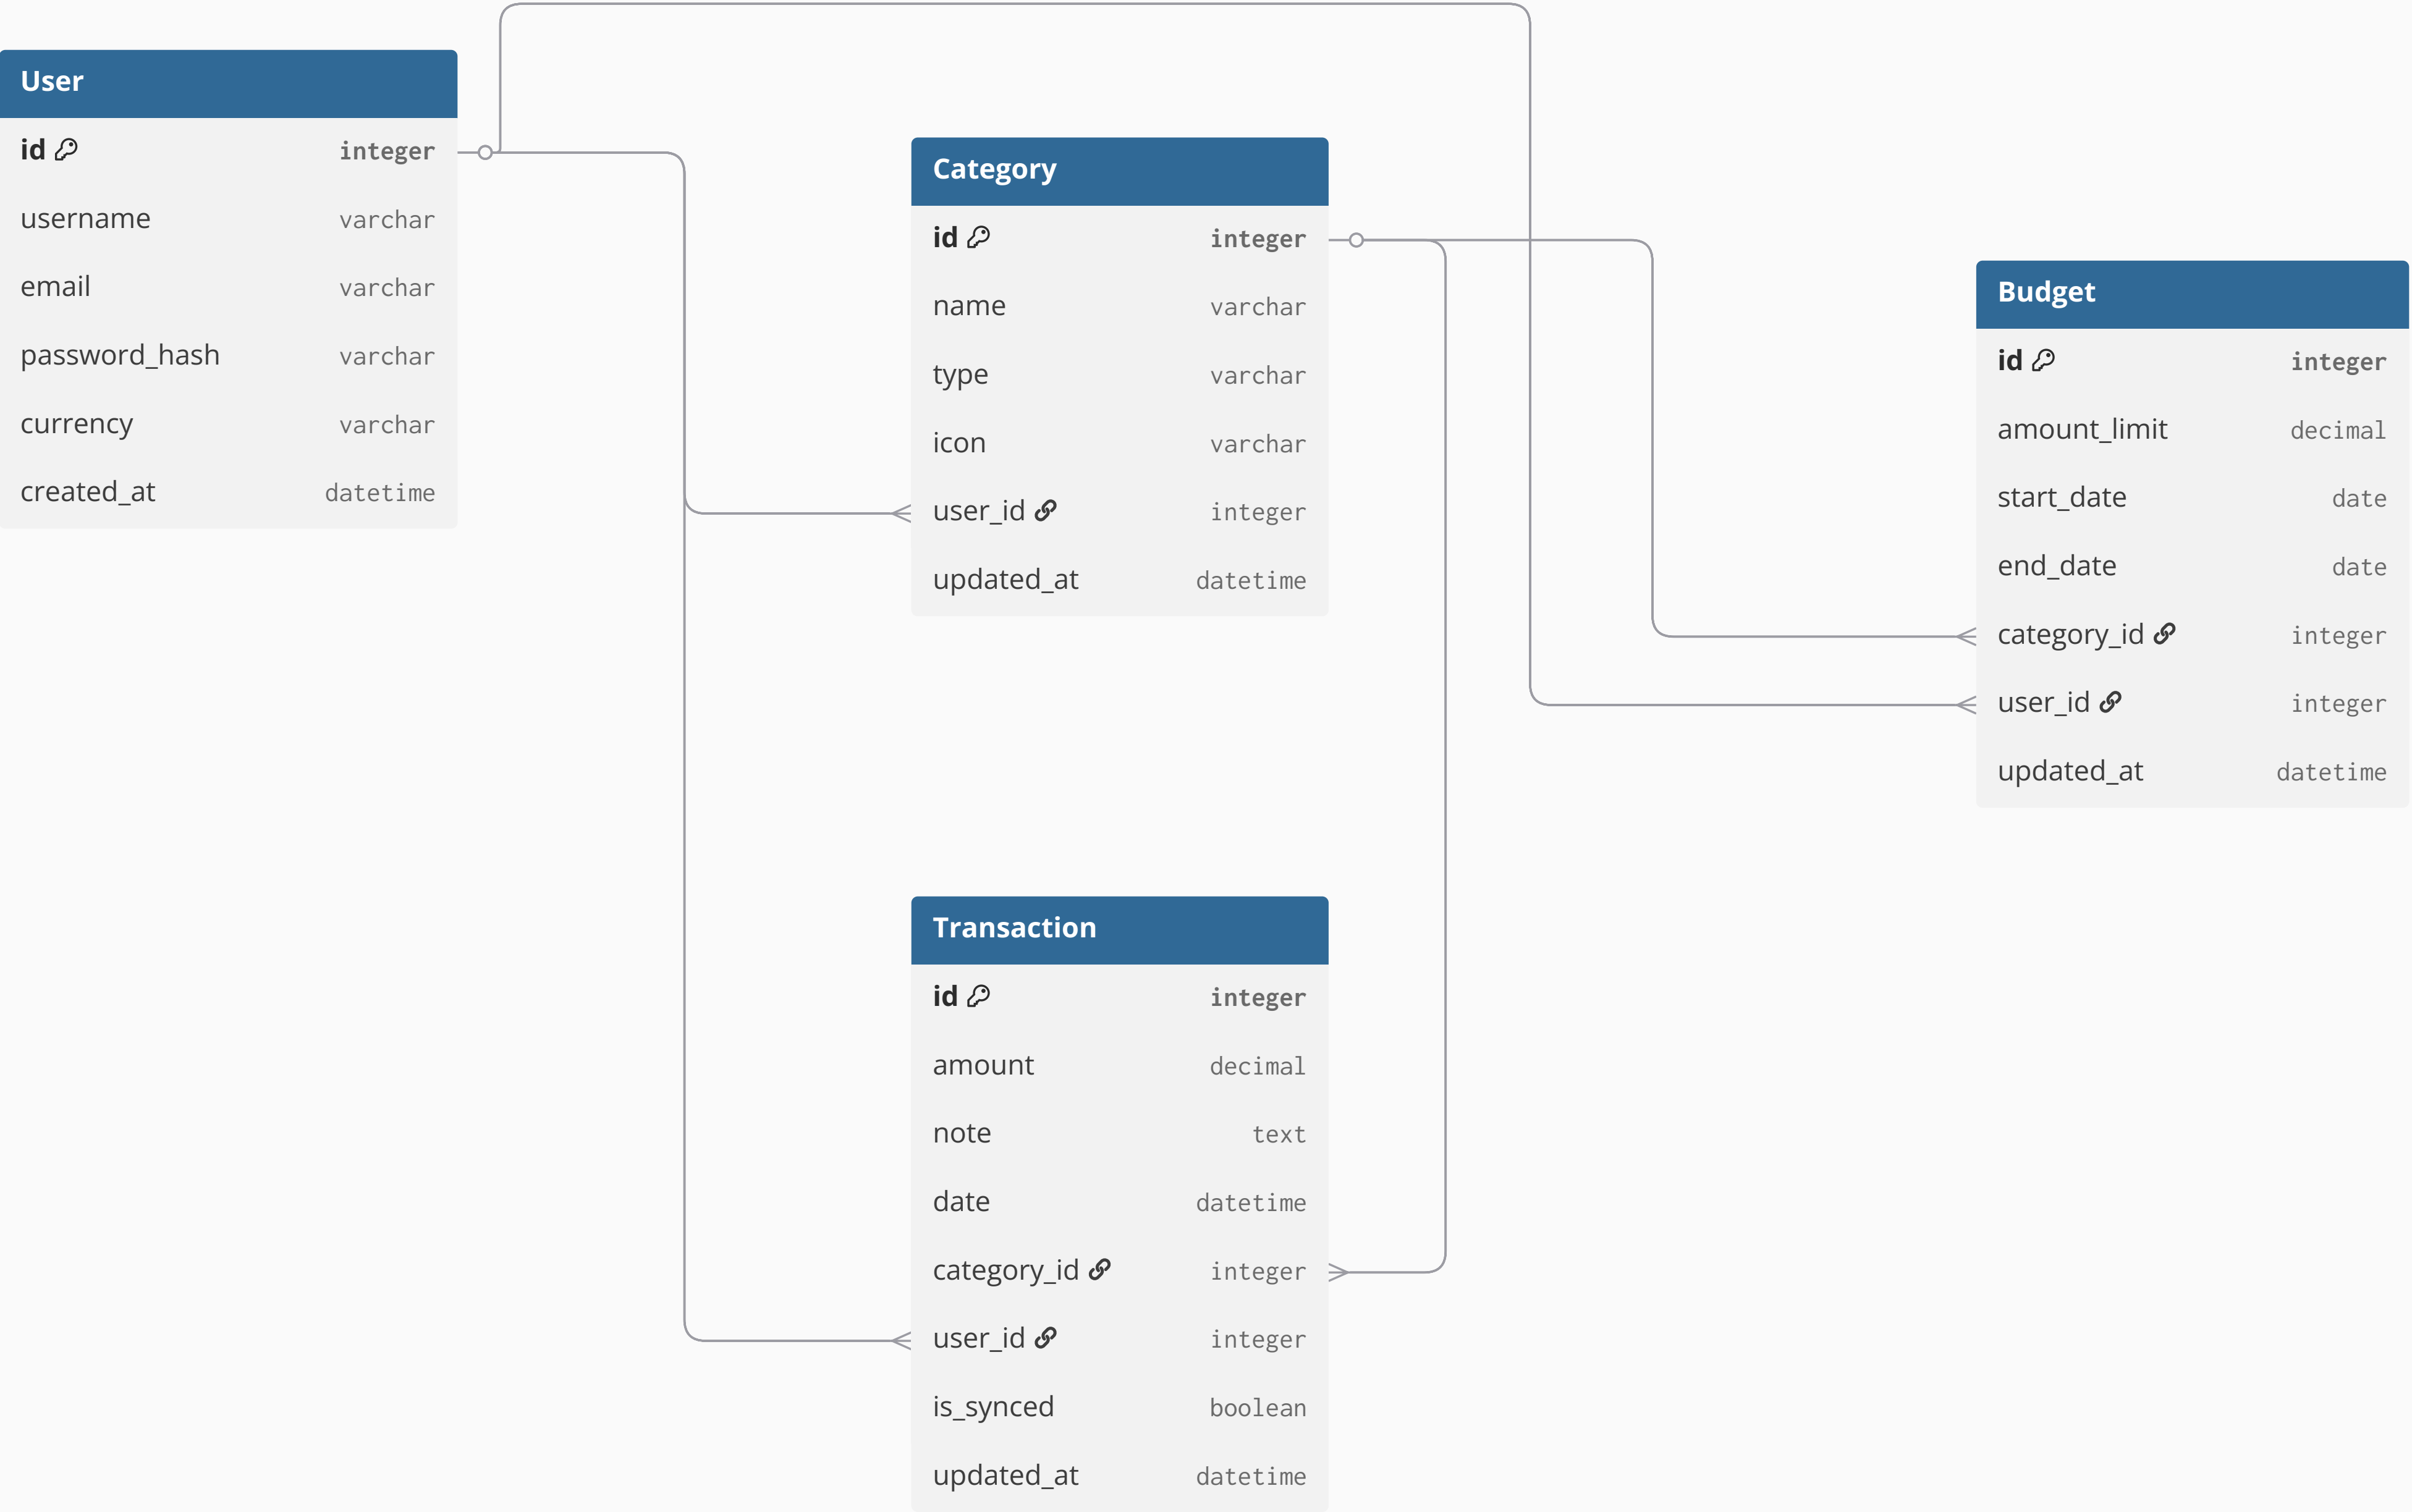 User
id integer
username varchar
email varchar
password_hash varchar
currency varchar
created_at datetime
Category
id integer
name varchar
type varchar
icon varchar
user_id integer
updated_at datetime
Budget
id integer
amount_limit decimal
start_date date
end_date date
category_id integer
user_id integer
updated_at datetime
Transaction
id integer
amount decimal
note text
date datetime
category_id integer
user_id integer
is_synced boolean
updated_at datetime